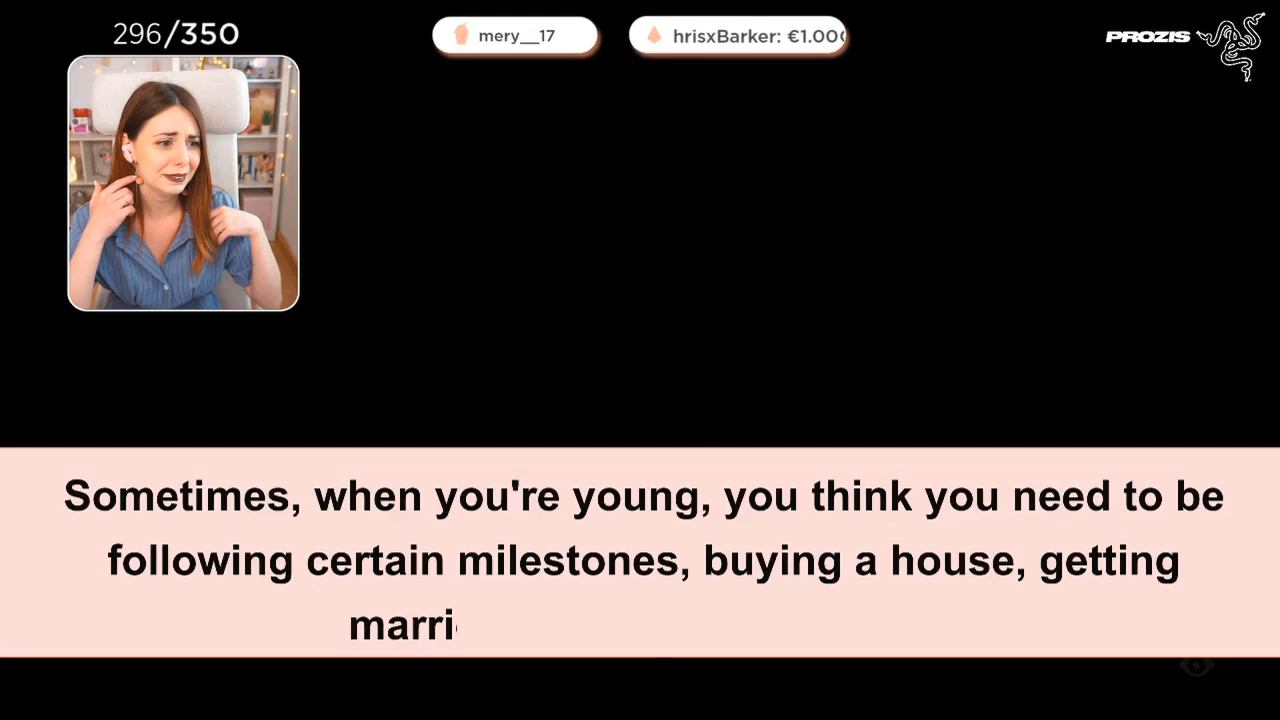 296/350
mery__17
hrisxBarker: €1.00
PROZIS
Sometimes, when you're young, you think you need to be
following certain milestones, buying a house, getting
marri